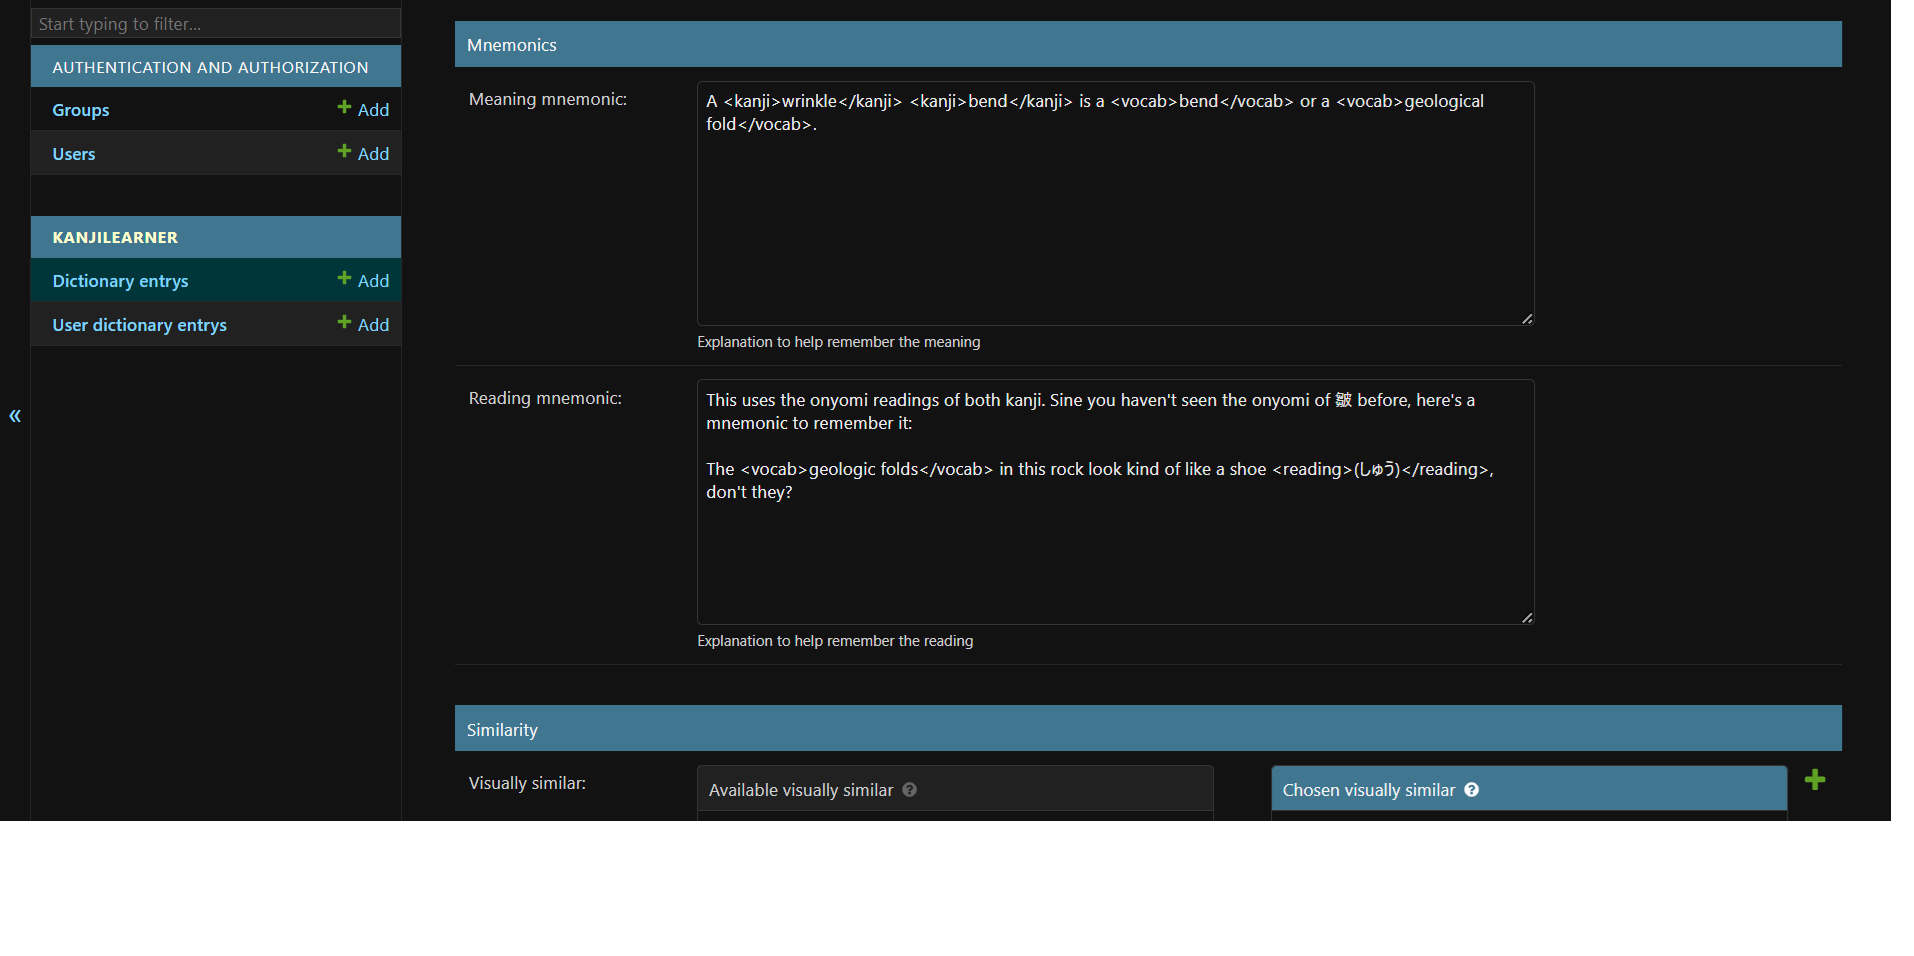 Start typing to filter...
AUTHENTICATION AND AUTHORIZATION
Groups + Add
Users + Add
KANJILEARNER
Dictionary entrys + Add
User dictionary entrys + Add
«
Mnemonics
Meaning mnemonic:
A <kanji>wrinkle</kanji> <kanji>bend</kanji> is a <vocab>bend</vocab> or a <vocab>geological
fold</vocab>.
Explanation to help remember the meaning
Reading mnemonic:
This uses the onyomi readings of both kanji. Sine you haven't seen the onyomi of 皺 before, here's a
mnemonic to remember it:
The <vocab>geologic folds</vocab> in this rock look kind of like a shoe <reading>(しゅう)</reading>,
don't they?
Explanation to help remember the reading
Similarity
Visually similar:
Available visually similar ?
Chosen visually similar ?